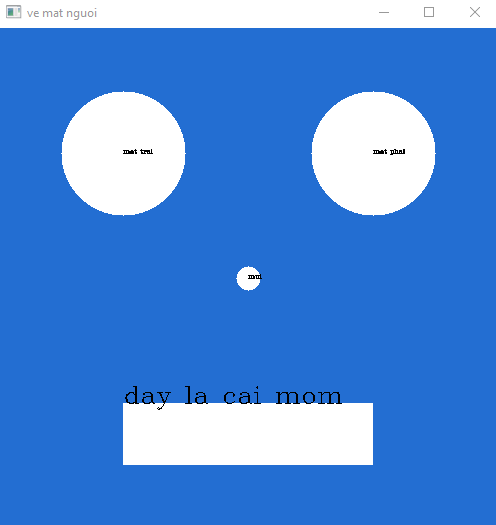 ve mat nguoi
mat trai
mat phai
mui
day la cai mom